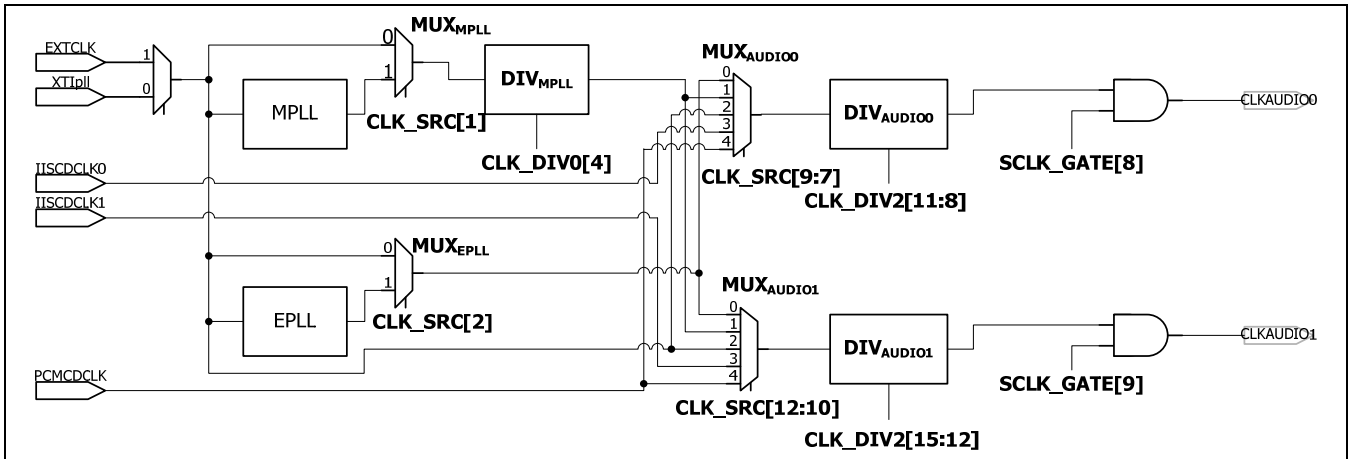 EXTCLK
XTIpll
1
0
MUXMPLL
0
1
MPLL
CLK_SRC[1]
DIVMPLL
CLK_DIV0[4]
IISCDCLK0
IISCDCLK1
MUXAUDIO0
0
1
2
3
4
CLK_SRC[9:7]
DIVAUDIO0
CLK_DIV2[11:8]
SCLK_GATE[8]
CLKAUDIO0
MUXEPLL
0
1
EPLL
CLK_SRC[2]
PCMCDCLK
MUXAUDIO1
0
1
2
3
4
CLK_SRC[12:10]
DIVAUDIO1
CLK_DIV2[15:12]
SCLK_GATE[9]
CLKAUDIO1